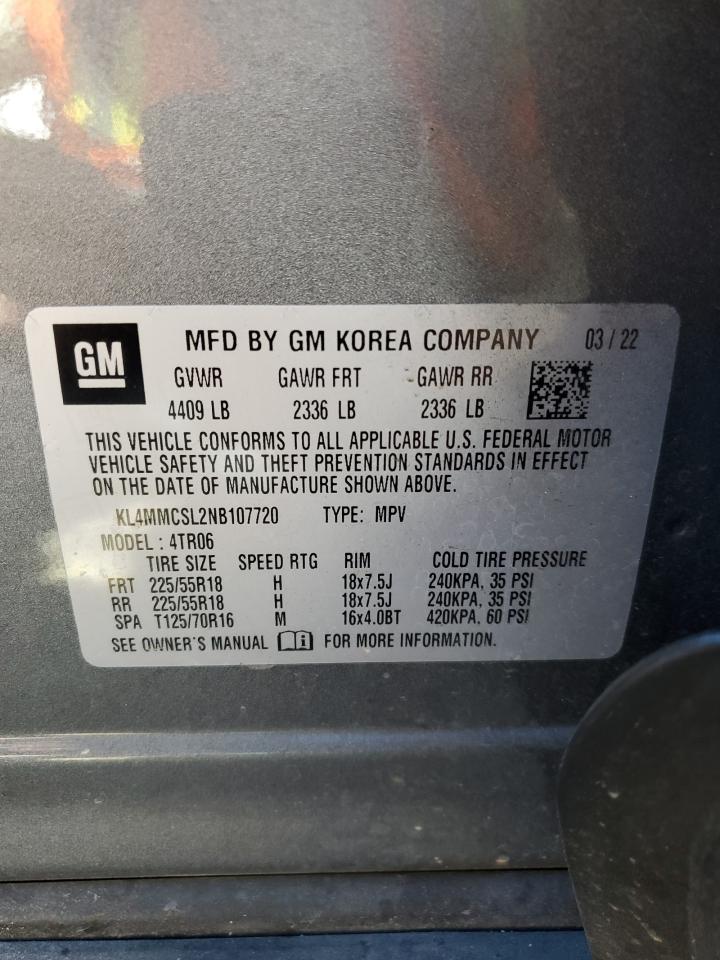 GM MFD BY GM KOREA COMPANY 03 / 22
GVWR GAWR FRT GAWR RR
4409 LB 2336 LB 2336 LB
THIS VEHICLE CONFORMS TO ALL APPLICABLE U.S. FEDERAL MOTOR
VEHICLE SAFETY AND THEFT PREVENTION STANDARDS IN EFFECT
ON THE DATE OF MANUFACTURE SHOWN ABOVE.
KL4MMCSL2NB107720 TYPE: MPV
MODEL : 4TR06
TIRE SIZE SPEED RTG RIM COLD TIRE PRESSURE
FRT 225/55R18 H 18x7.5J 240KPA, 35 PSI
RR 225/55R18 H 18x7.5J 240KPA, 35 PSI
SPA T125/70R16 M 16x4.0BT 420KPA, 60 PSI
SEE OWNER'S MANUAL FOR MORE INFORMATION.